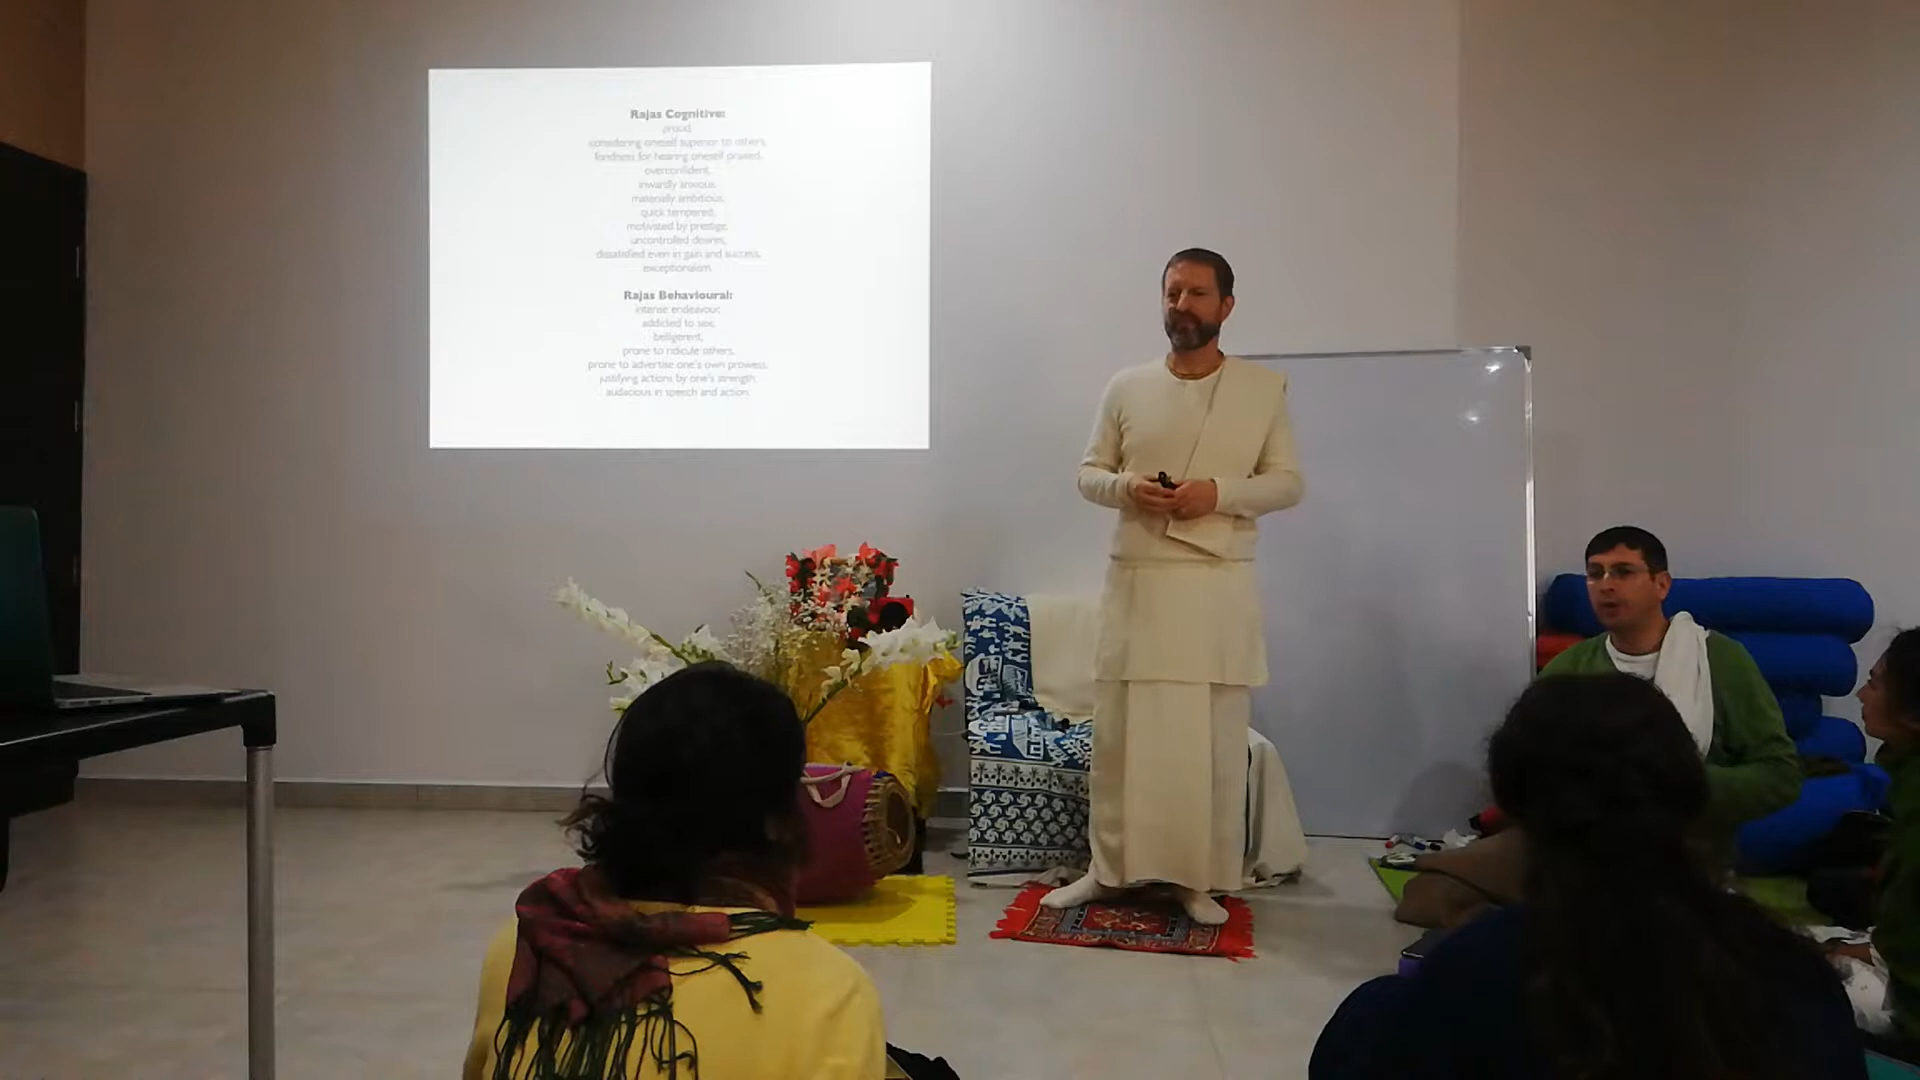 Rajas Cognitive:
proud,
considering oneself superior to others,
fondness for hearing oneself praised,
overconfident,
inwardly anxious,
materially ambitious,
quick tempered,
motivated by prestige,
uncontrolled desires,
dissatisfied even in gain and success,
exceptionalism.
Rajas Behavioural:
intense endeavour,
addicted to sex,
belligerent,
prone to ridicule others,
prone to advertise one's own prowess,
justifying actions by one's strength,
audacious in speech and action.